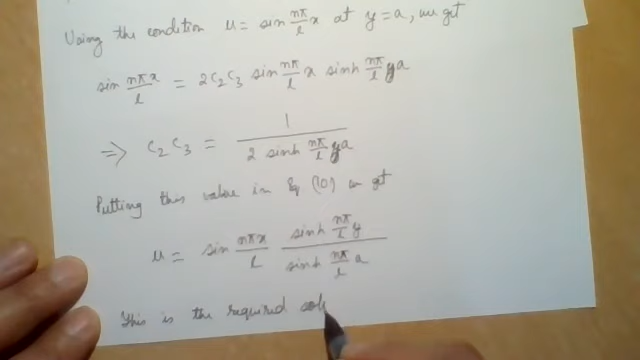 Using the condition u = sin nπ/l x at y = a, we get
sin nπx/l = 2c₂c₃ sin nπ/l x sinh nπ/l a
⇒ c₂c₃ = 1 / (2 sinh nπ/l a)
Putting this value in Eq (10) we get
u = sin nπx/l (sinh nπ/l y) / (sinh nπ/l a)
This is the required sol